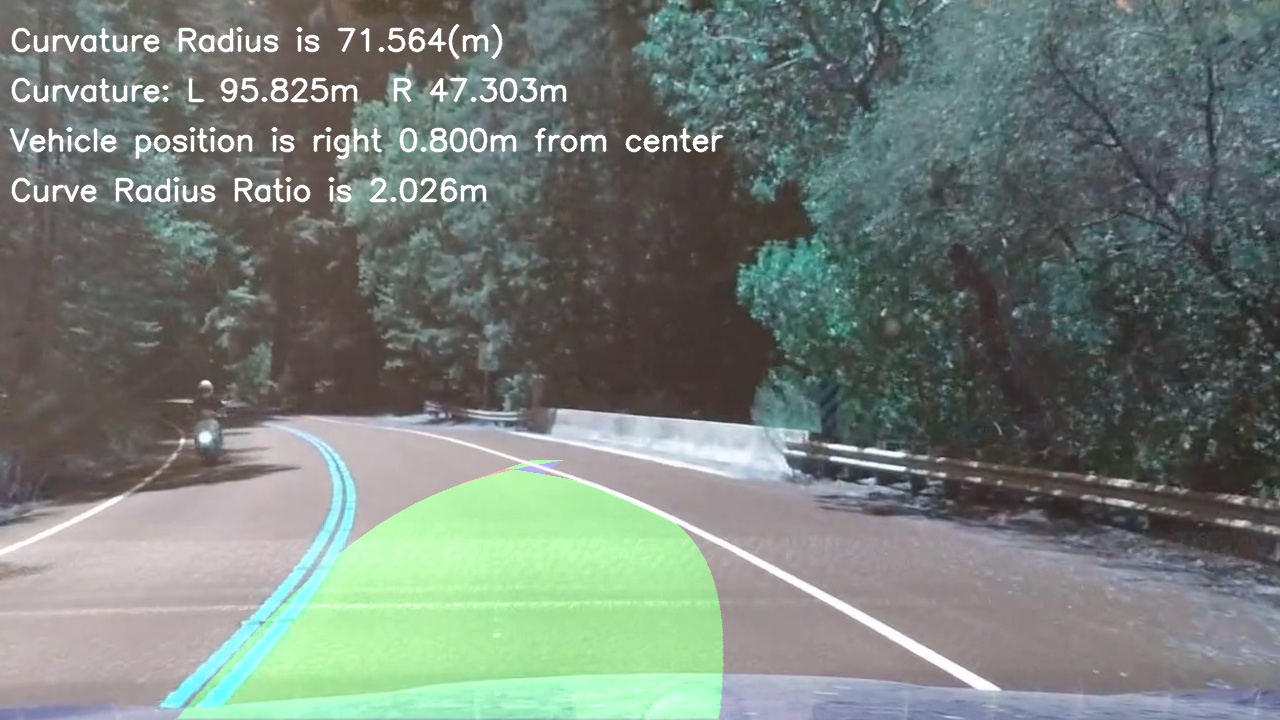 Curvature Radius is 71.564(m)
Curvature: L 95.825m R 47.303m
Vehicle position is right 0.800m from center
Curve Radius Ratio is 2.026m